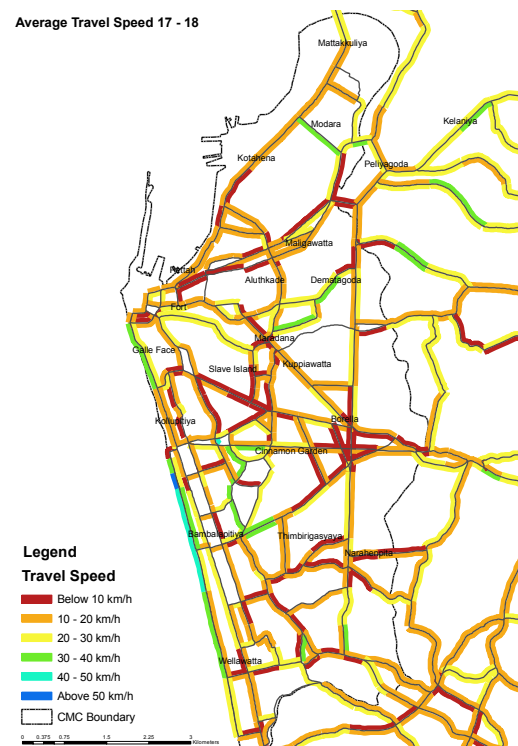 Average Travel Speed 17 - 18
Mattakkuliya
Modara
Kelaniya
Kotahena
Peliyagoda
Maligawatta
Pettah
Aluthkade
Dematagoda
Fort
Maradana
Galle Face
Kuppiawatta
Slave Island
Kollupitiya
Borella
Cinnamon Garden
Bambalapitiya
Thimbirigasyaya
Narahenpita
Wellawatta
Legend
Travel Speed
Below 10 km/h
10 - 20 km/h
20 - 30 km/h
30 - 40 km/h
40 - 50 km/h
Above 50 km/h
CMC Boundary
0 0.375 0.75 1.5 2.25 3
Kilometers